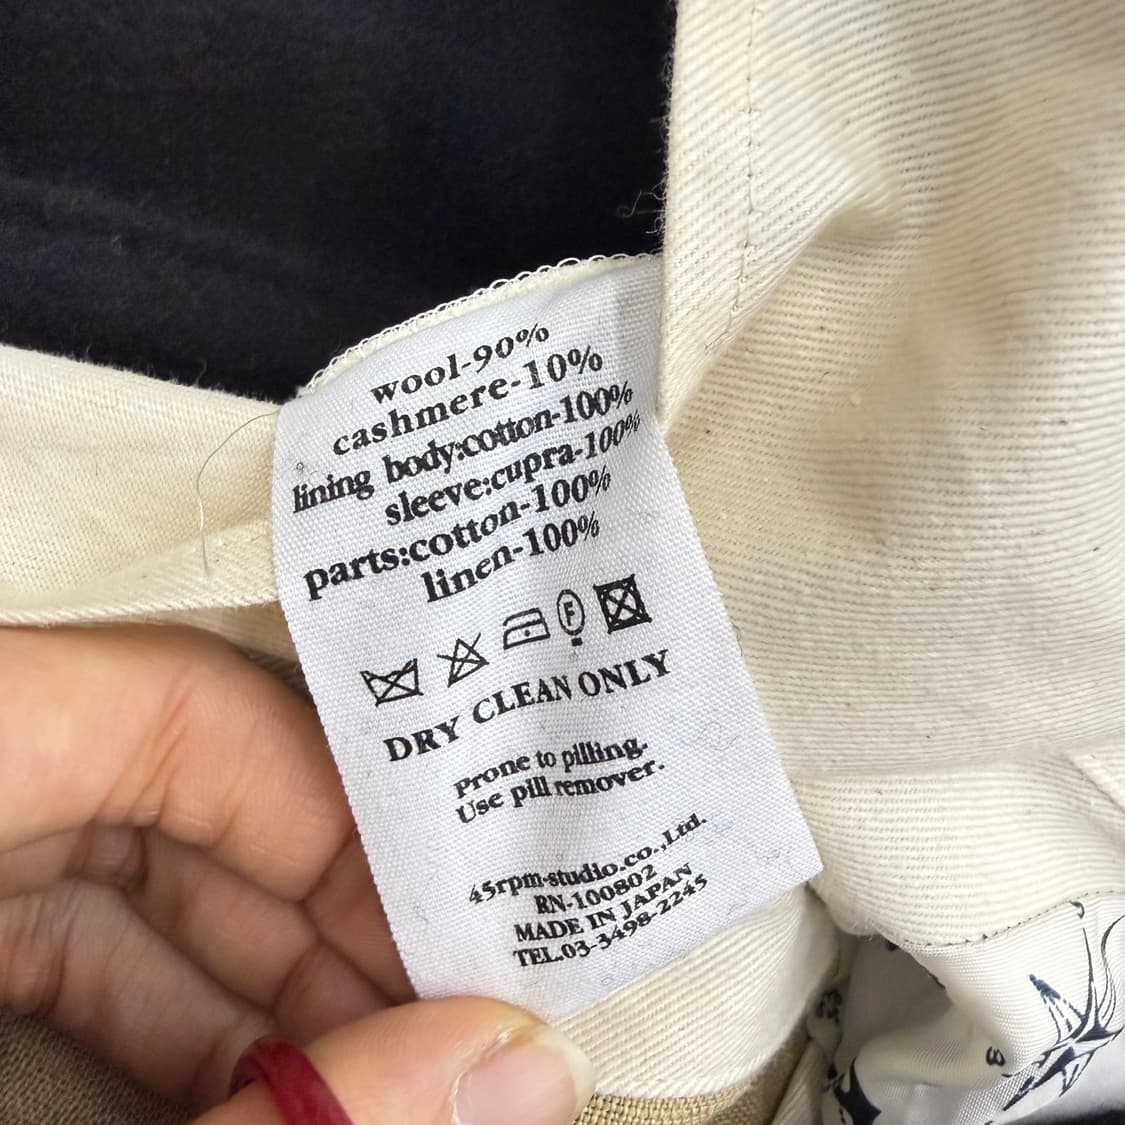 wool-90%
cashmere-10%
lining body:cotton-100%
sleeve:cupra-100%
parts:cotton-100%
linen-100%
F
DRY CLEAN ONLY
Prone to pilling.
Use pill remover.
45rpm-studio.co.,Ltd.
RN-100802
MADE IN JAPAN
TEL.03-3498-2245